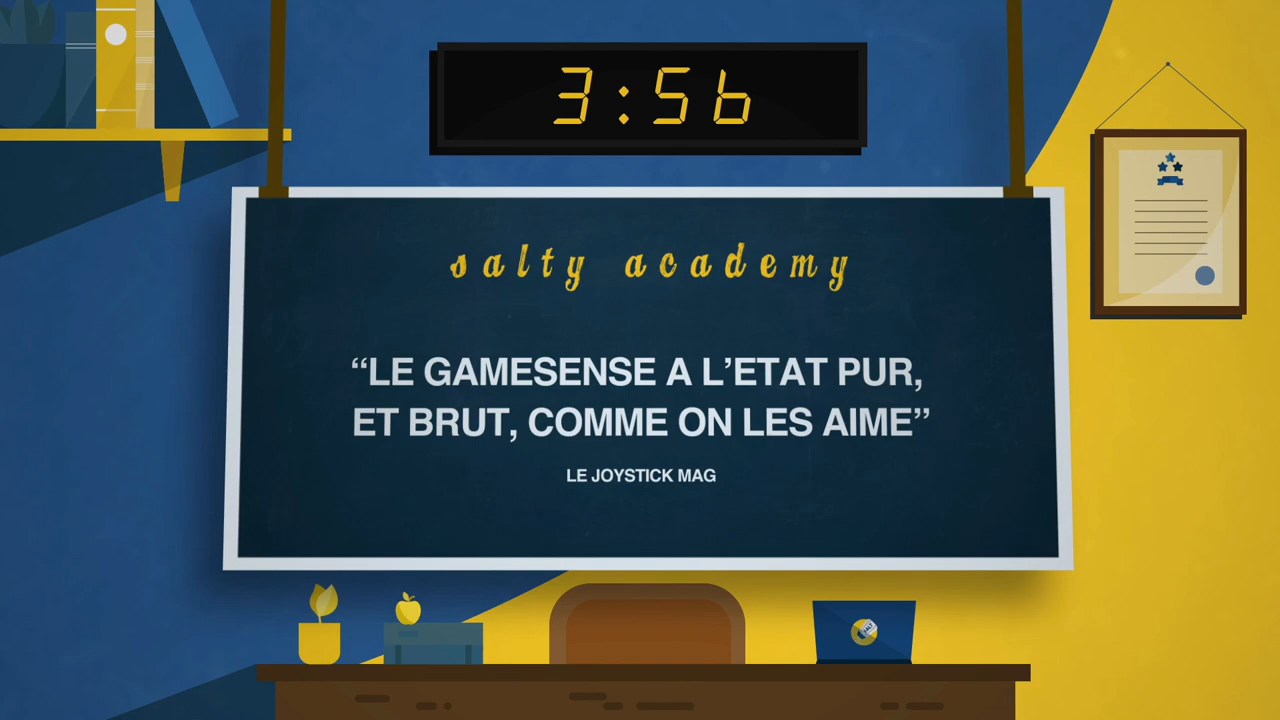 3:56
salty academy
“LE GAMESENSE A L’ETAT PUR,
ET BRUT, COMME ON LES AIME”
LE JOYSTICK MAG